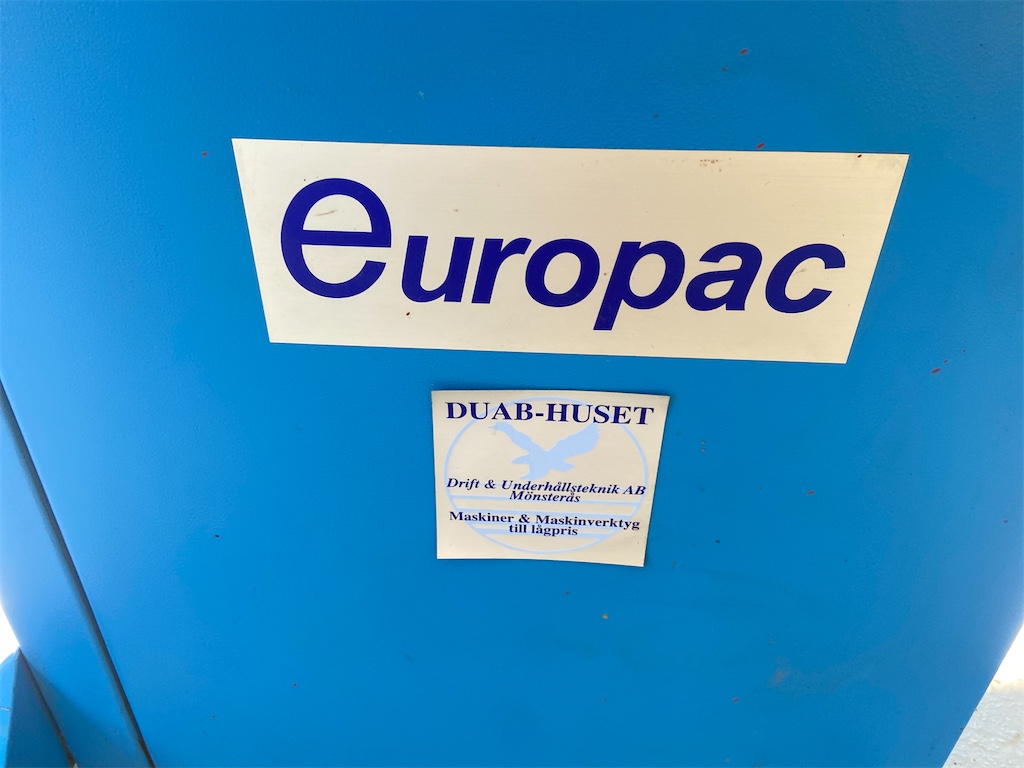 europac
DUAB-HUSET
Drift & Underhållsteknik AB
Mönsterås
Maskiner & Maskinverktyg
till lågpris